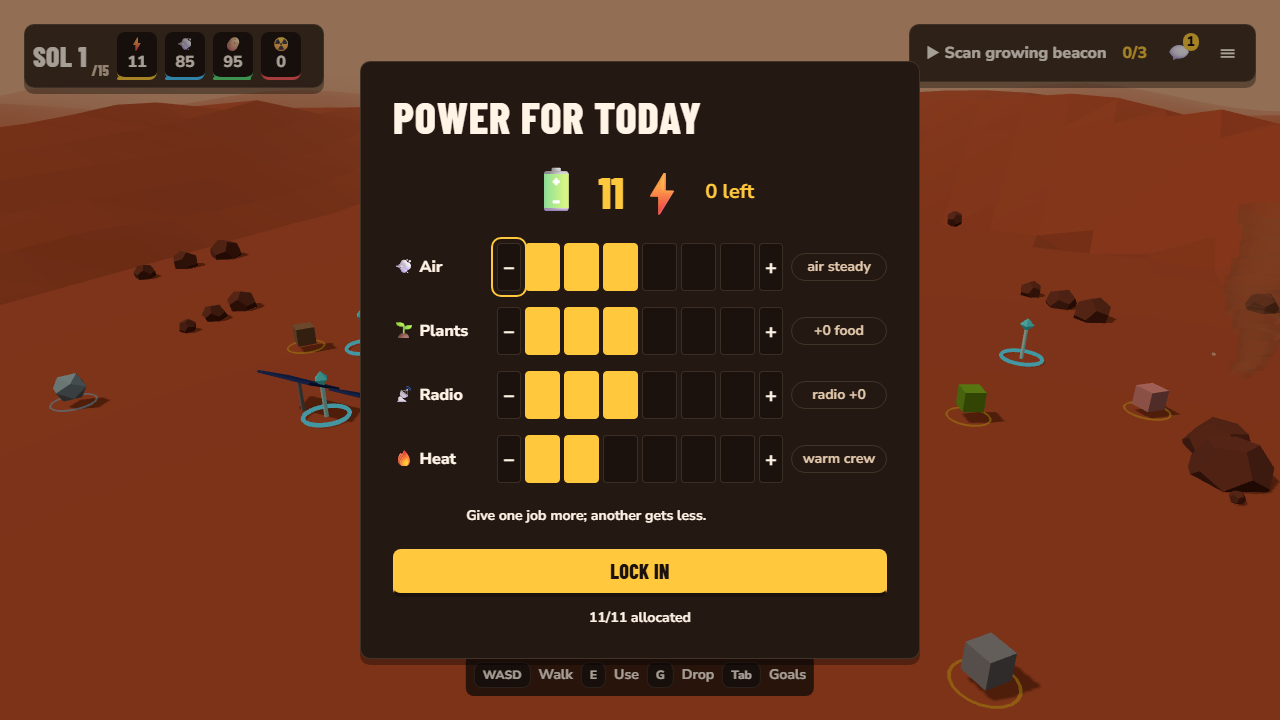 SOL 1 /15
11 85 95 0
▶ Scan growing beacon 0/3 1 ≡
POWER FOR TODAY
11 0 left
Air − + air steady
Plants − + +0 food
Radio − + radio +0
Heat − + warm crew
Give one job more; another gets less.
LOCK IN
11/11 allocated
WASD Walk E Use G Drop Tab Goals